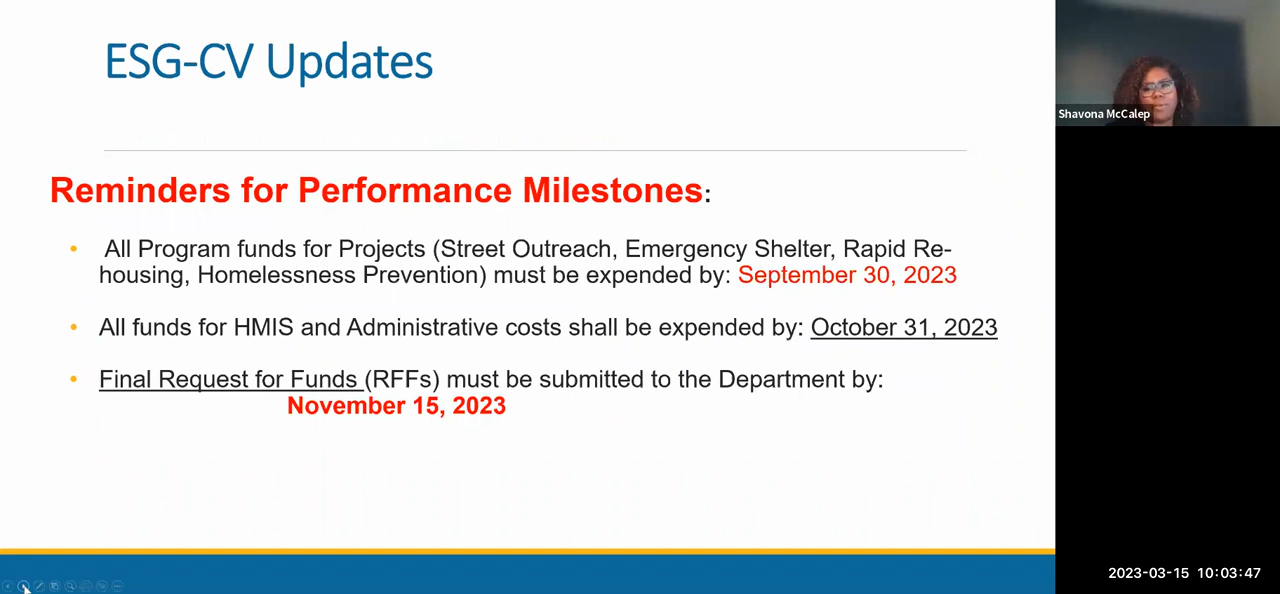 ESG-CV Updates
Shavona McCalep
Reminders for Performance Milestones:
• All Program funds for Projects (Street Outreach, Emergency Shelter, Rapid Re-
housing, Homelessness Prevention) must be expended by: September 30, 2023
• All funds for HMIS and Administrative costs shall be expended by: October 31, 2023
• Final Request for Funds (RFFs) must be submitted to the Department by:
November 15, 2023
2023-03-15 10:03:47